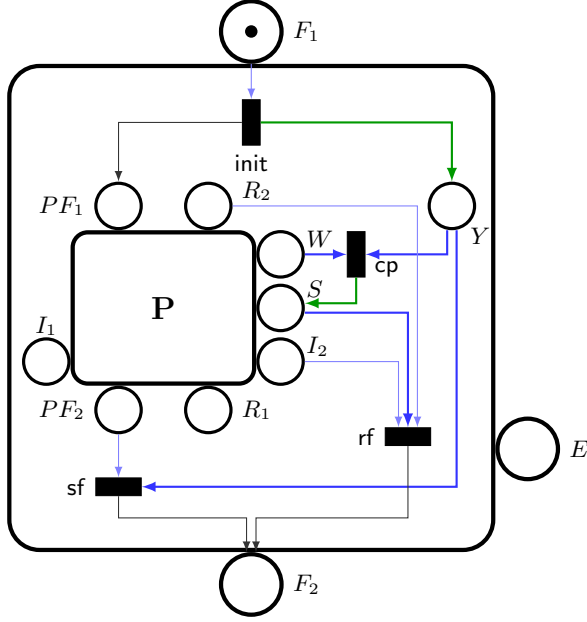 F₁
init
PF₁
R₂
Y
W
cp
S
P
I₁
I₂
PF₂
R₁
rf
E
sf
F₂